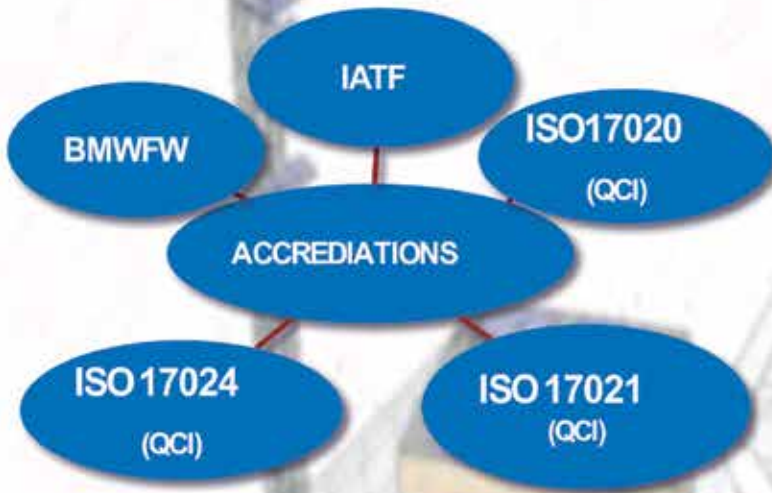 IATF
BMWFW
ISO17020
(QCI)
ACCREDIATIONS
ISO 17024
(QCI)
ISO 17021
(QCI)